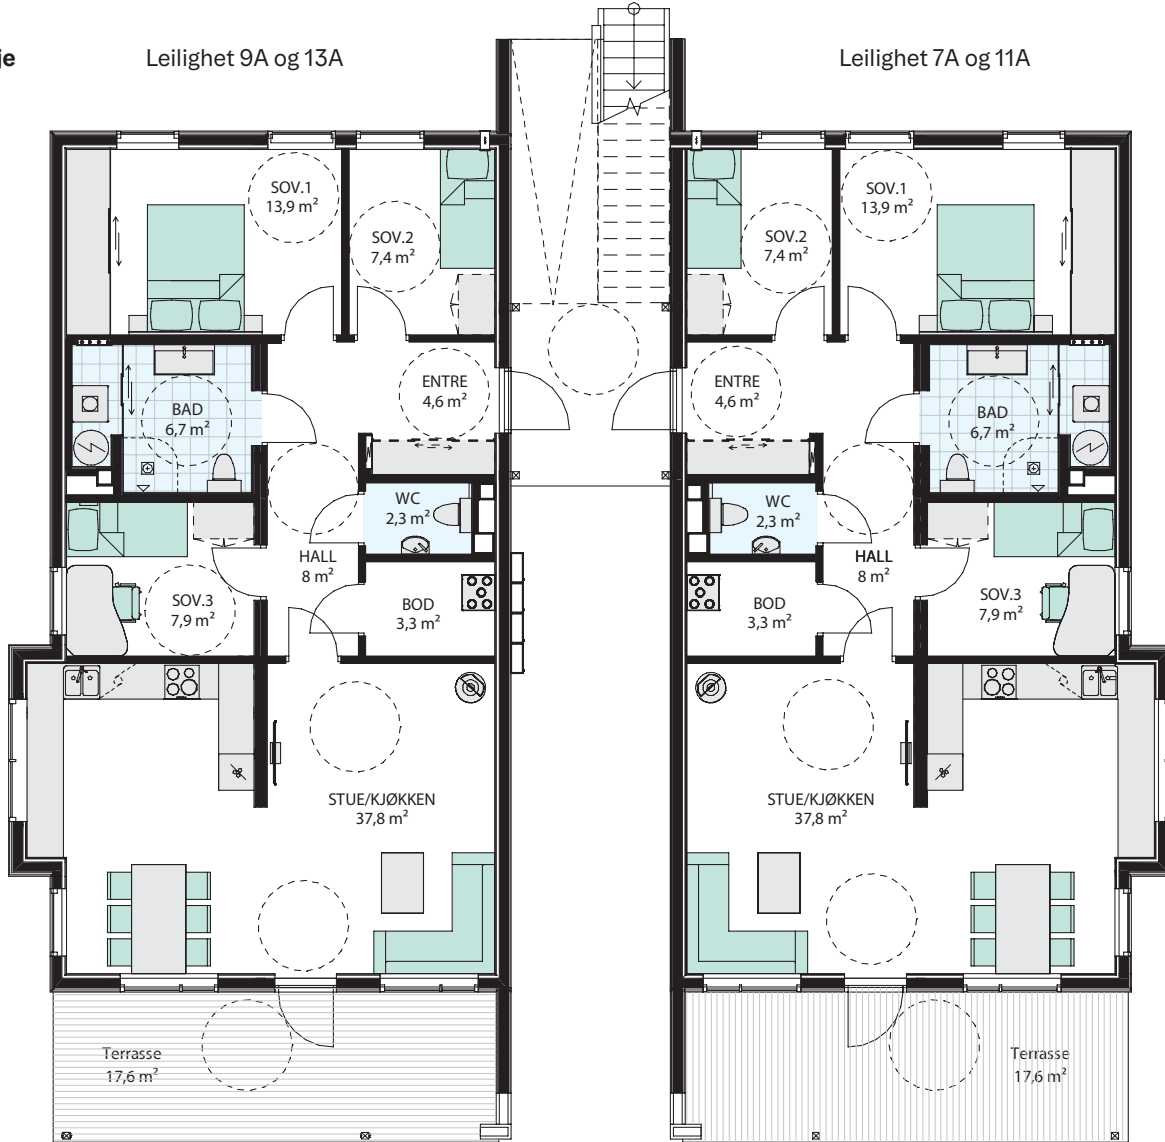 je
Leilighet 9A og 13A
Leilighet 7A og 11A
SOV.1
13,9 m²
SOV.2
7,4 m²
ENTRE
4,6 m²
BAD
6,7 m²
WC
2,3 m²
HALL
8 m²
BOD
3,3 m²
SOV.3
7,9 m²
STUE/KJØKKEN
37,8 m²
Terrasse
17,6 m²
SOV.2
7,4 m²
SOV.1
13,9 m²
ENTRE
4,6 m²
BAD
6,7 m²
WC
2,3 m²
HALL
8 m²
BOD
3,3 m²
SOV.3
7,9 m²
STUE/KJØKKEN
37,8 m²
Terrasse
17,6 m²